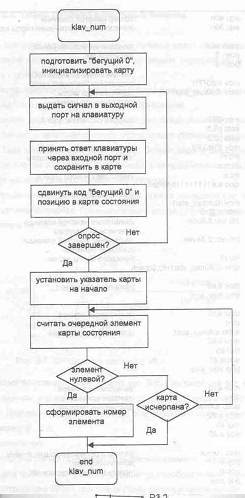 klav_num
подготовить "бегущий 0",
инициализировать карту
выдать сигнал в выходной
порт на клавиатуру
принять ответ клавиатуры
через входной порт и
сохранить в карте
сдвинуть код "бегущий 0" и
позицию в карте состояния
опрос
завершен?
Нет
Да
установить указатель карты
на начало
считать очередной элемент
карты состояния
элемент
нулевой?
Нет
карта
исчерпана?
Нет
Да
Да
сформировать номер
элемента
end
klav_num